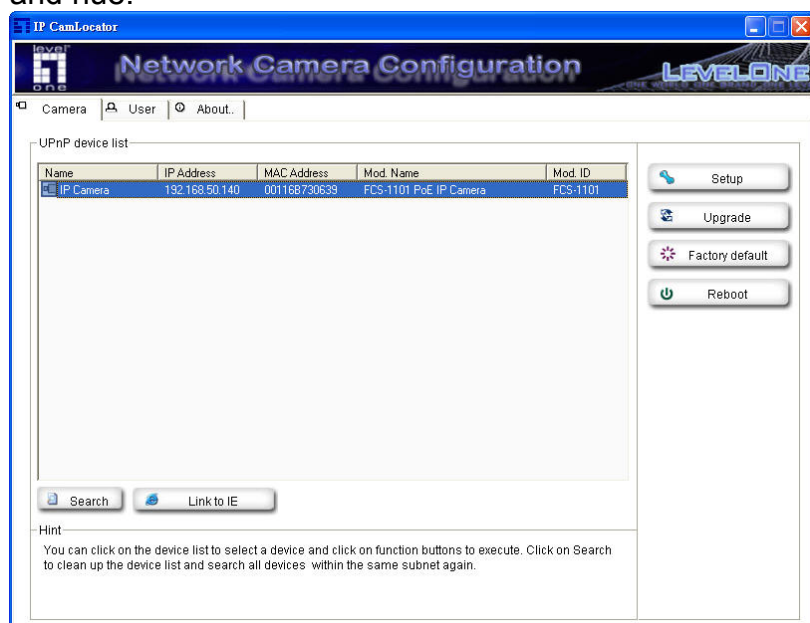 and hub.
IP CamLocator
level one
Network Camera Configuration
LEVELONE
Camera
User
About..
UPnP device list
Name IP Address MAC Address Mod. Name Mod. ID
IP Camera 192.168.50.140 00116B730639 FCS-1101 PoE IP Camera FCS-1101
Setup
Upgrade
Factory default
Reboot
Search
Link to IE
Hint
You can click on the device list to select a device and click on function buttons to execute. Click on Search
to clean up the device list and search all devices within the same subnet again.